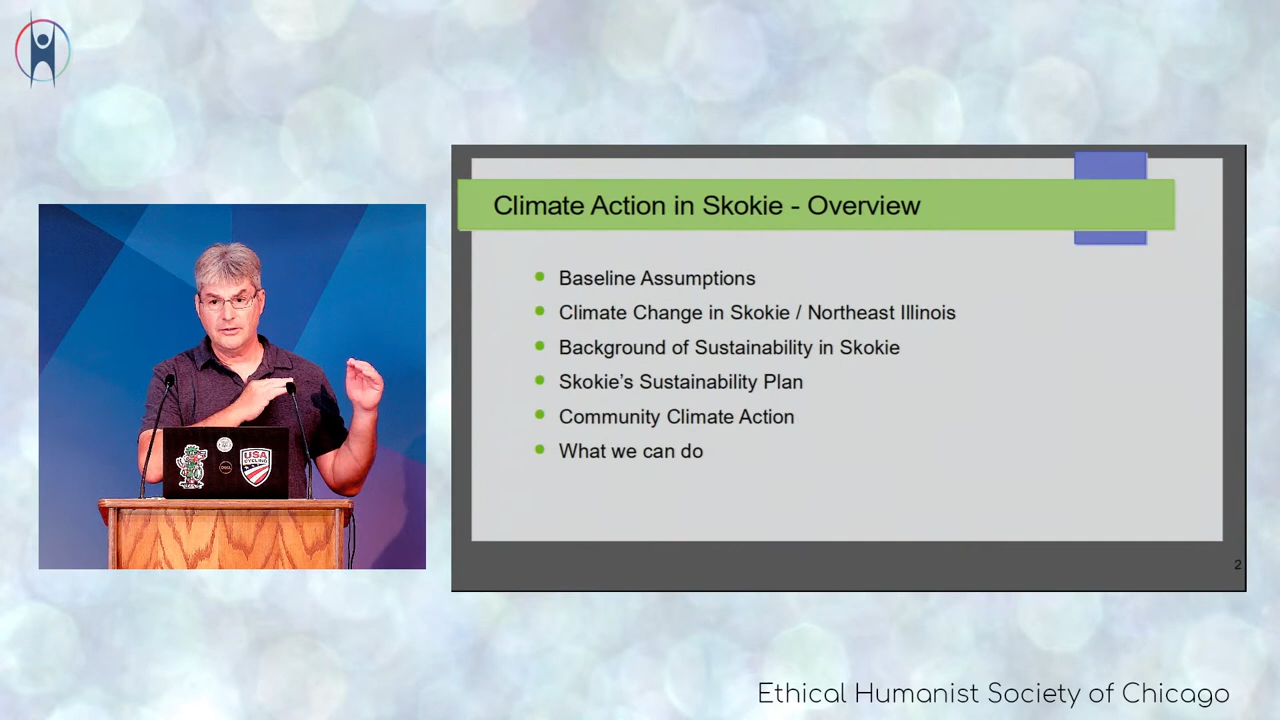 Climate Action in Skokie - Overview
Baseline Assumptions
Climate Change in Skokie / Northeast Illinois
Background of Sustainability in Skokie
Skokie's Sustainability Plan
Community Climate Action
What we can do
2
USA
CYCLING
DELL
Ethical Humanist Society of Chicago